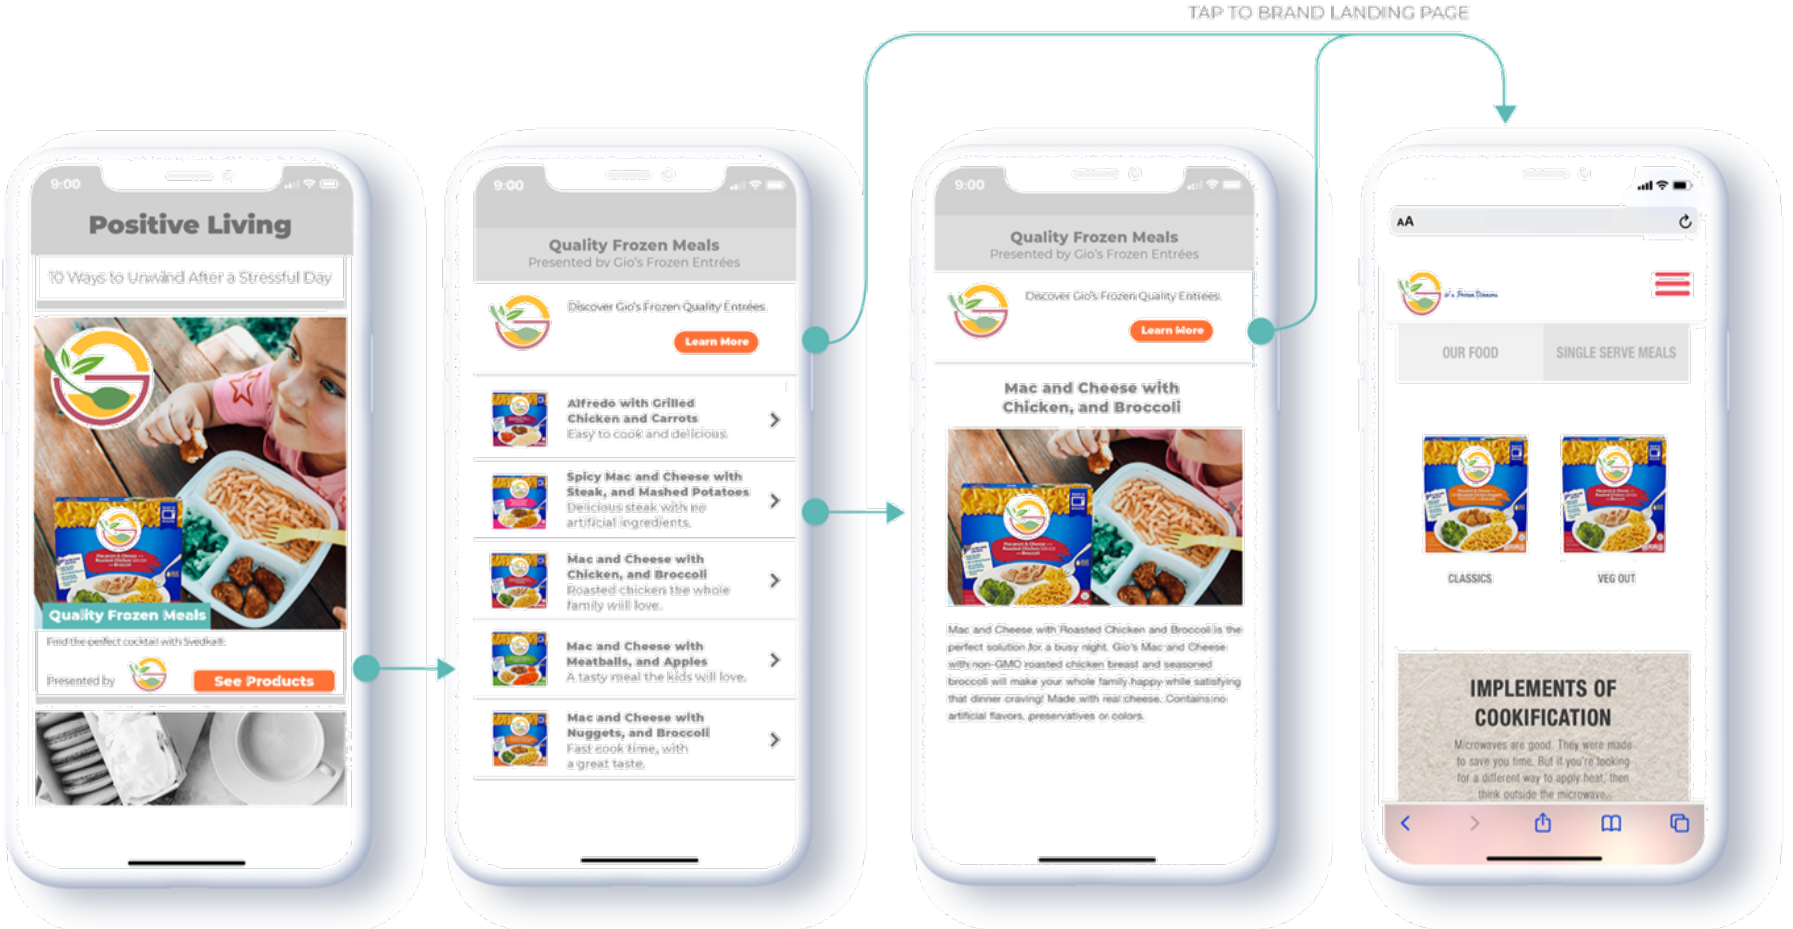 TAP TO BRAND LANDING PAGE
9:00
Positive Living
10 Ways to Unwind After a Stressful Day
Quality Frozen Meals
Find the perfect cocktail with Svedka®.
Presented by
See Products
9:00
Quality Frozen Meals
Presented by Gio's Frozen Entrées
Discover Gio's Frozen Quality Entrées.
Learn More
Alfredo with Grilled
Chicken and Carrots
Easy to cook and delicious.
Spicy Mac and Cheese with
Steak, and Mashed Potatoes
Delicious steak with no
artificial ingredients.
Mac and Cheese with
Chicken, and Broccoli
Roasted chicken the whole
family wiill love.
Mac and Cheese with
Meatballs, and Apples
A tasty meal the kids will love.
Mac and Cheese with
Nuggets, and Broccoli
Fast cook time, with
a great taste.
9:00
Quality Frozen Meals
Presented by Gio's Frozen Entrées
Discover Gio's Frozen Quality Entrées.
Learn More
Mac and Cheese with
Chicken, and Broccoli
Mac and Cheese with Roasted Chicken and Broccoli is the
perfect solution for a busy night. Gio's Mac and Cheese
with non-GMO roasted chicken breast and seasoned
broccoli will make your whole family happy while satisfying
that dinner craving! Made with real cheese. Contains no
artificial flavors, preservatives or colors.
AA
Frozen Dinners
OUR FOOD
SINGLE SERVE MEALS
CLASSICS
VEG OUT
IMPLEMENTS OF
COOKIFICATION
Microwaves are good. They were made
to save you time. But if you're looking
for a different way to apply heat, then
think outside the microwave.